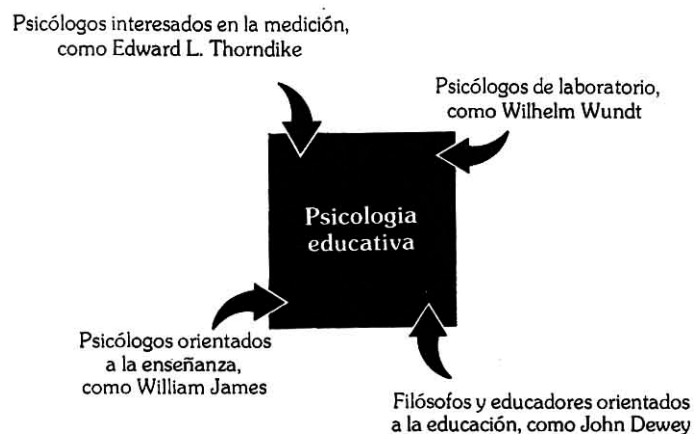 Psicólogos interesados en la medición,
como Edward L. Thorndike
Psicólogos de laboratorio,
como Wilhelm Wundt
Psicologia
educativa
Psicólogos orientados
a la enseñanza,
como William James
Filósofos y educadores orientados
a la educación, como John Dewey